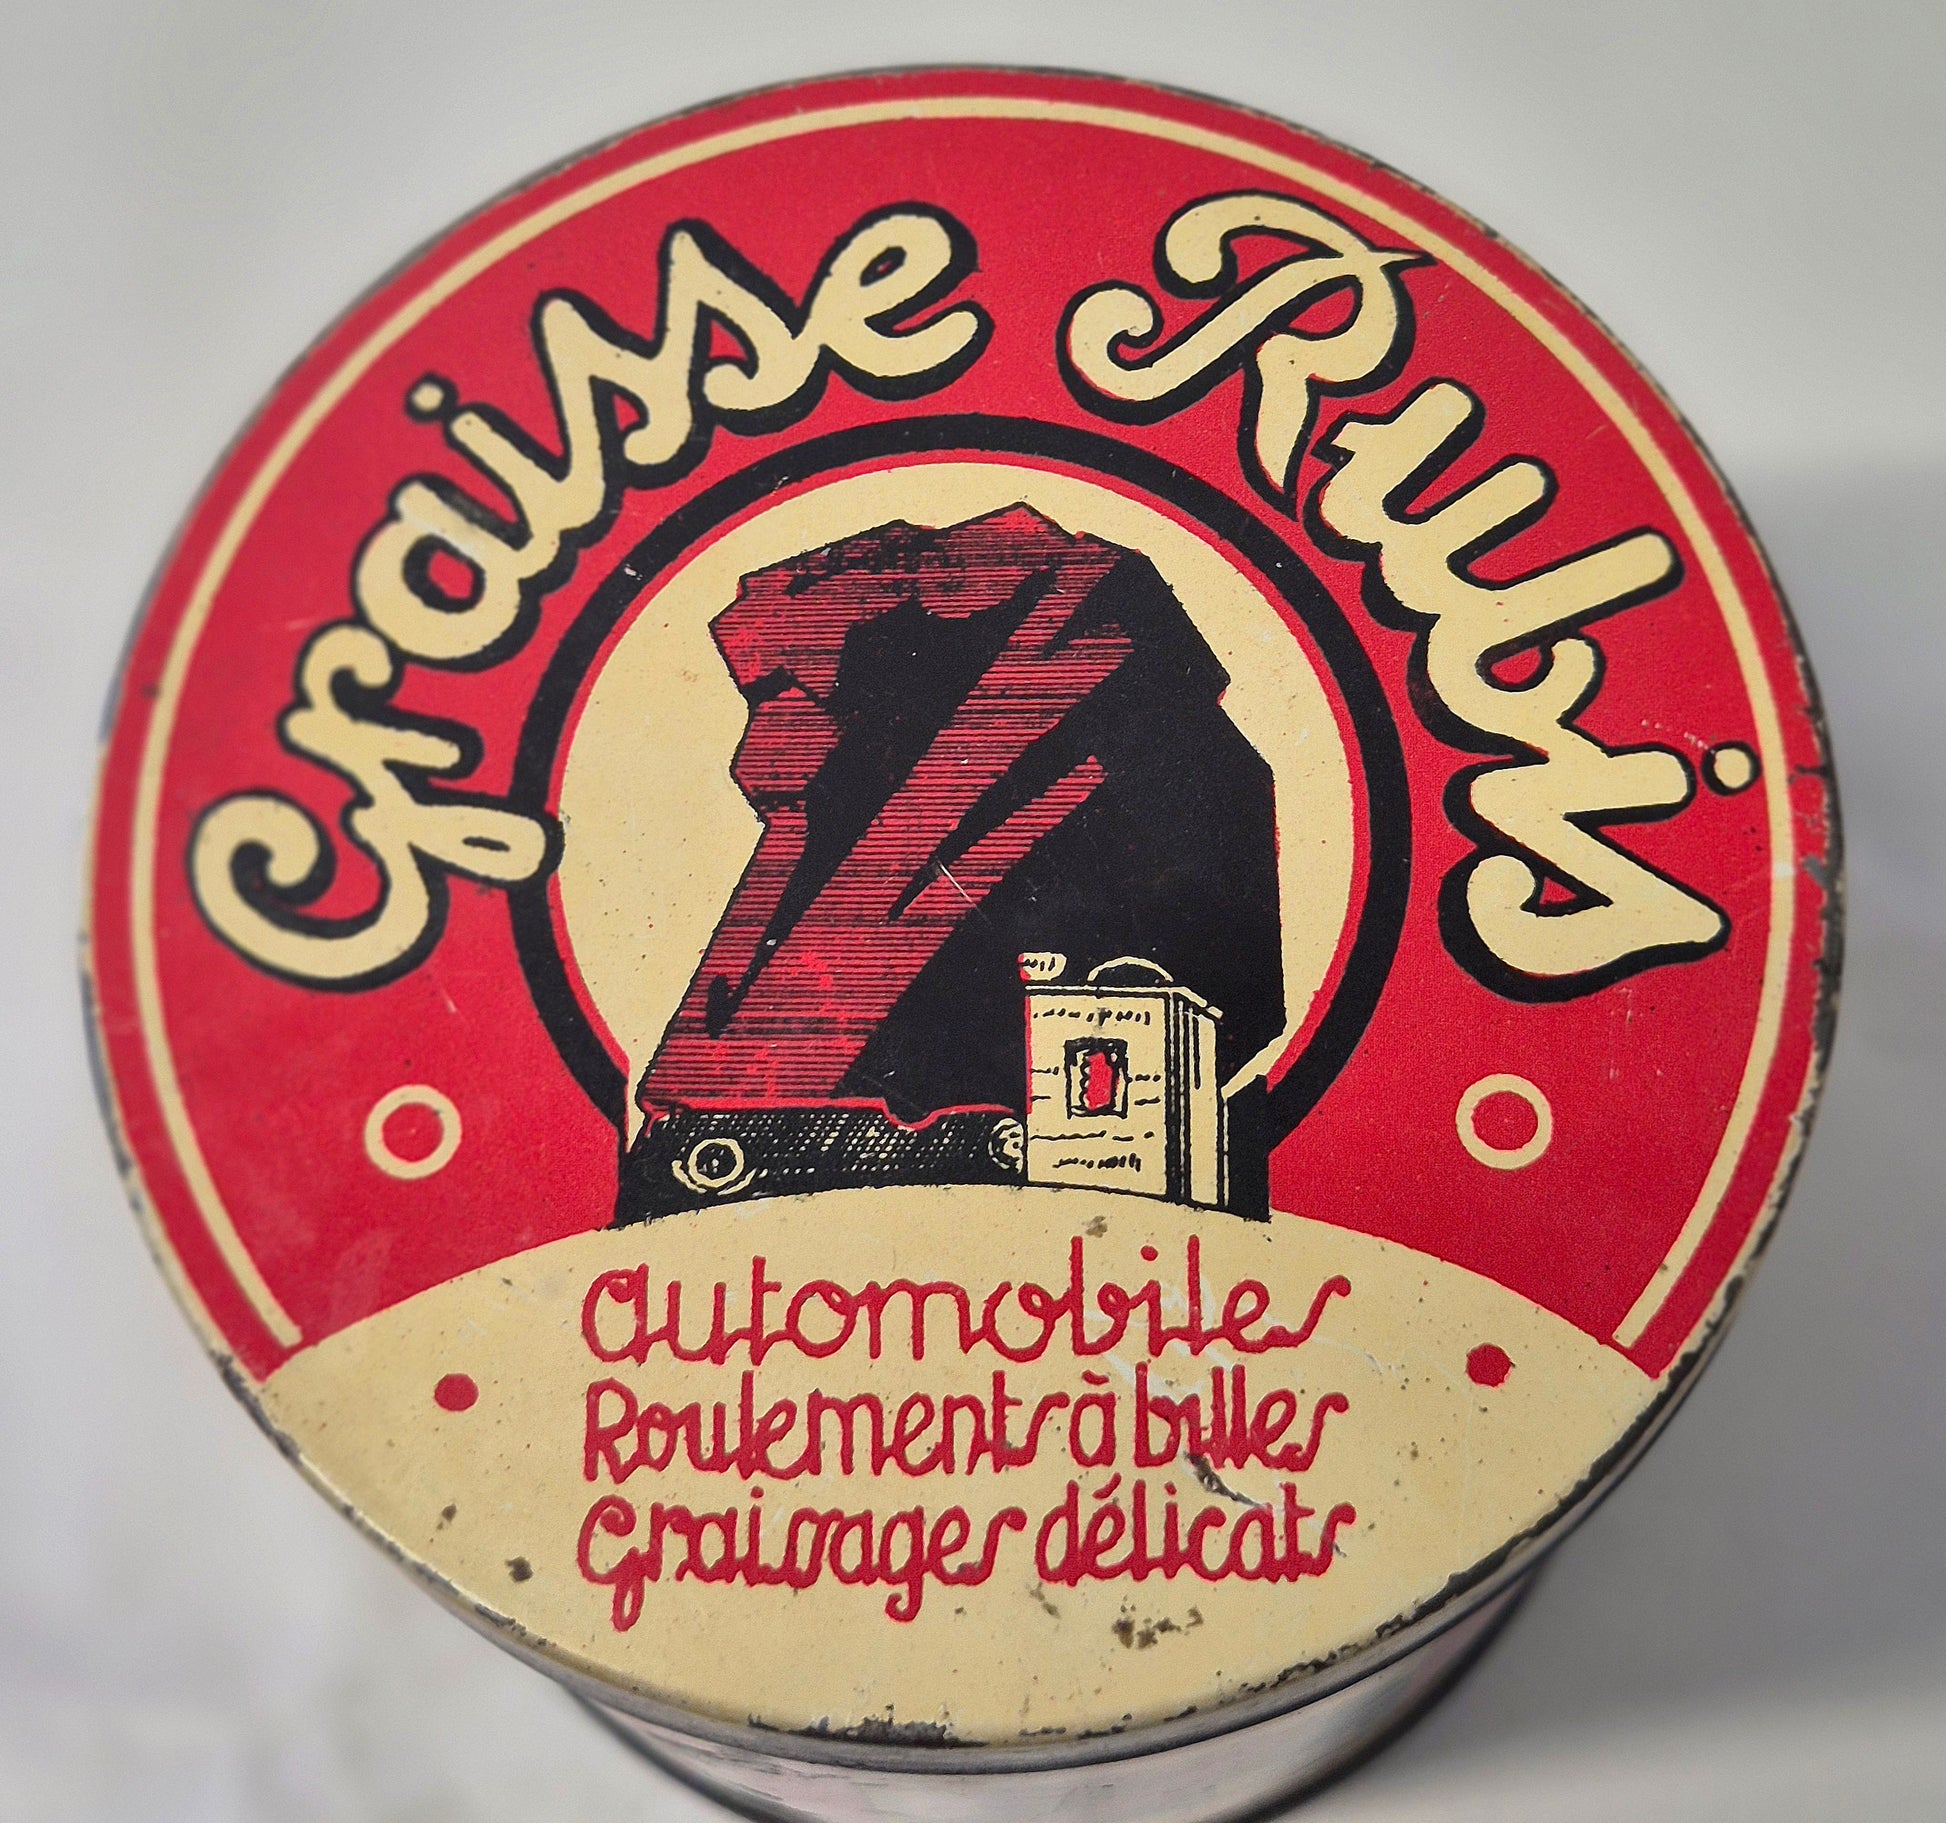 Graisse Rubis
Automobiles
Roulements à billes
Graissages délicats